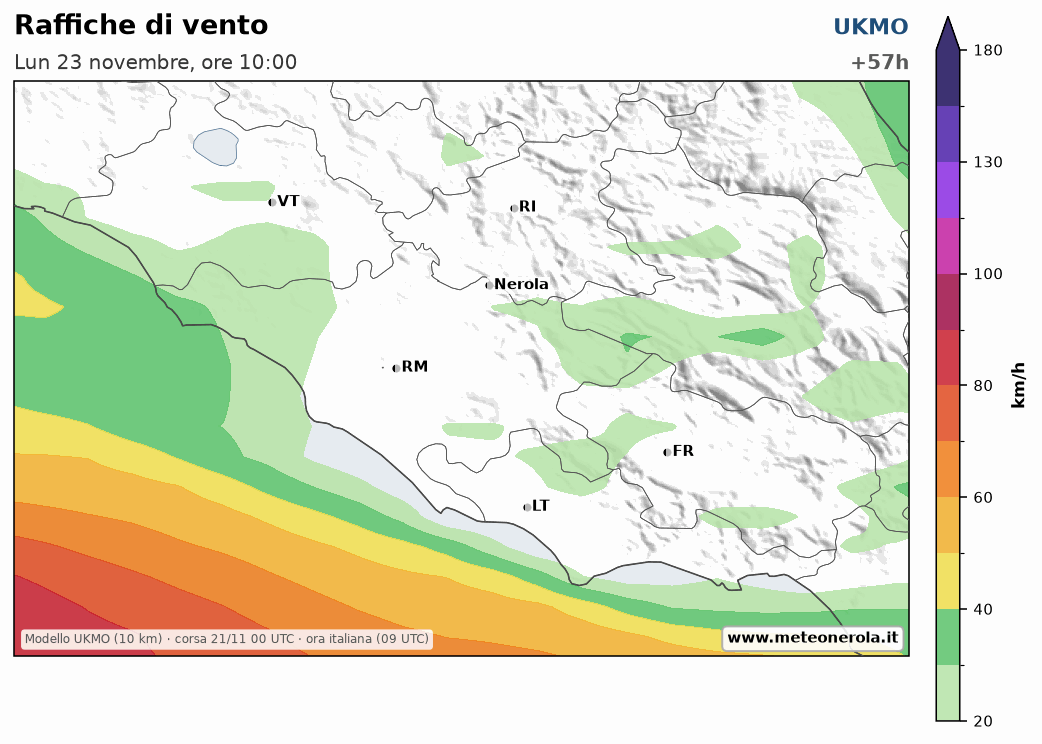 Raffiche di vento
UKMO
Lun 23 novembre, ore 10:00
+57h
VT
RI
Nerola
RM
FR
LT
Modello UKMO (10 km) · corsa 21/11 00 UTC · ora italiana (09 UTC)
www.meteonerola.it
180
130
100
80
60
40
20
km/h